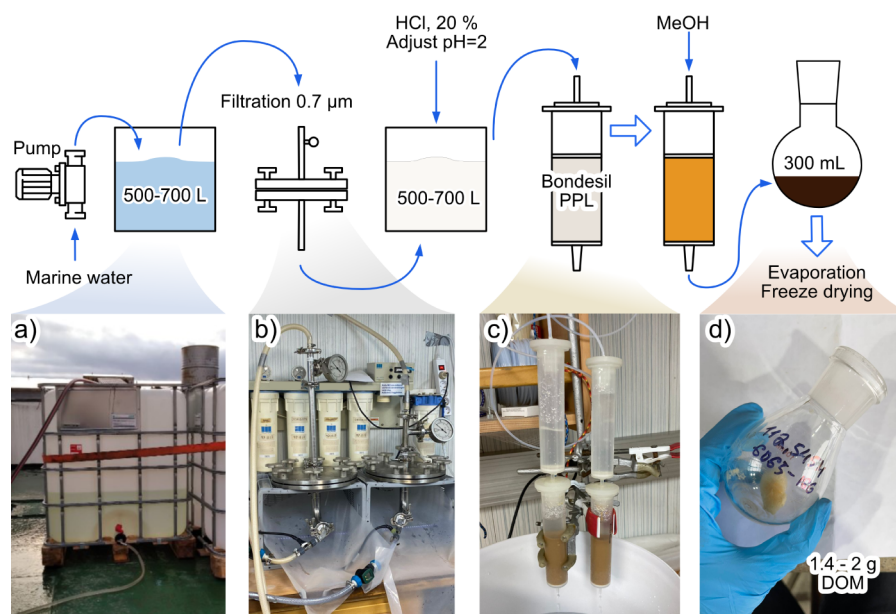 HCl, 20 %
Adjust pH=2
MeOH
Filtration 0.7 µm
Pump
500-700 L
500-700 L
Bondesil
PPL
300 mL
Marine water
Evaporation
Freeze drying
a)
b)
c)
d)
1.4 - 2 g
DOM